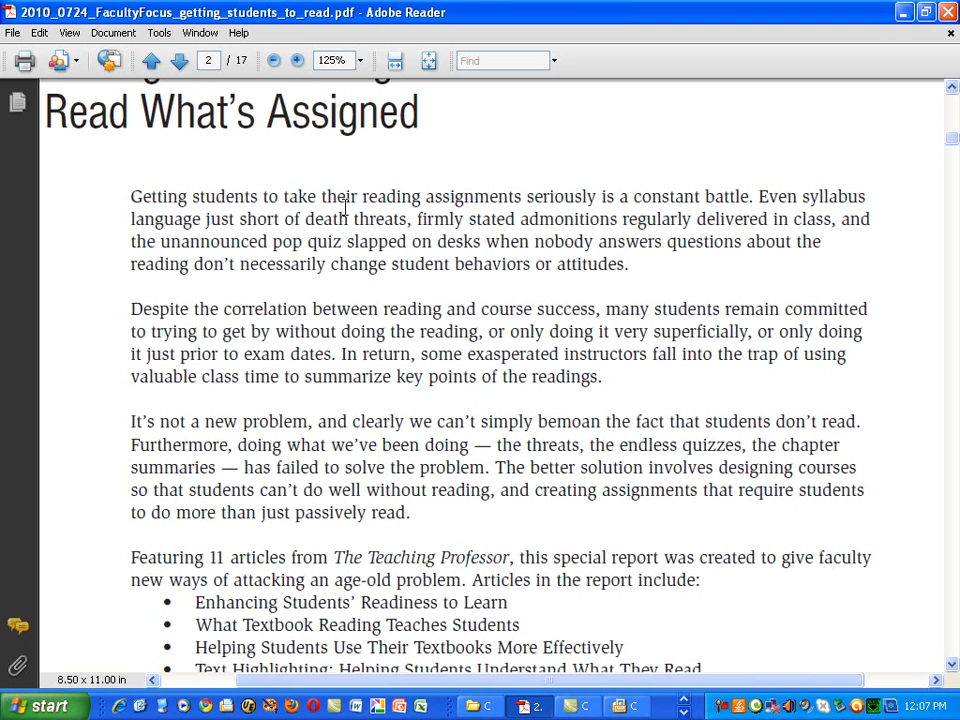 2010_0724_FacultyFocus_getting_students_to_read.pdf - Adobe Reader
File Edit View Document Tools Window Help
2 / 17 125% Find
Read What's Assigned
Getting students to take their reading assignments seriously is a constant battle. Even syllabus
language just short of death threats, firmly stated admonitions regularly delivered in class, and
the unannounced pop quiz slapped on desks when nobody answers questions about the
reading don't necessarily change student behaviors or attitudes.
Despite the correlation between reading and course success, many students remain committed
to trying to get by without doing the reading, or only doing it very superficially, or only doing
it just prior to exam dates. In return, some exasperated instructors fall into the trap of using
valuable class time to summarize key points of the readings.
It's not a new problem, and clearly we can't simply bemoan the fact that students don't read.
Furthermore, doing what we've been doing — the threats, the endless quizzes, the chapter
summaries — has failed to solve the problem. The better solution involves designing courses
so that students can't do well without reading, and creating assignments that require students
to do more than just passively read.
Featuring 11 articles from The Teaching Professor, this special report was created to give faculty
new ways of attacking an age-old problem. Articles in the report include:
• Enhancing Students' Readiness to Learn
• What Textbook Reading Teaches Students
• Helping Students Use Their Textbooks More Effectively
• Text Highlighting: Helping Students Understand What They Read
8.50 x 11.00 in
start C 2. C C 12:07 PM